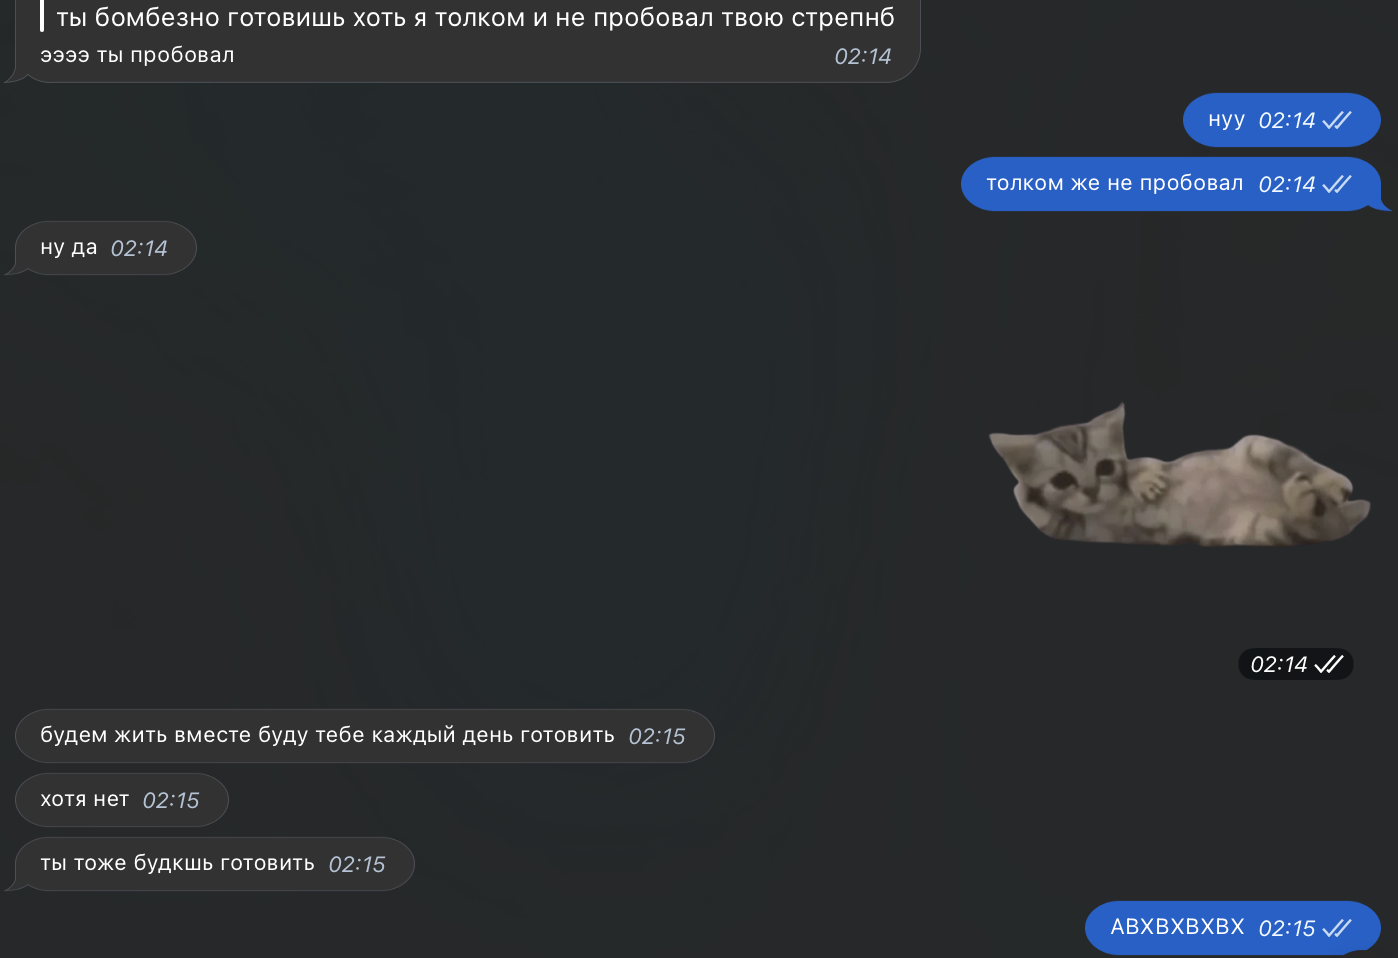 ты бомбезно готовишь хоть я толком и не пробовал твою стрепнб
ээээ ты пробовал 02:14
нуу 02:14
толком же не пробовал 02:14
ну да 02:14
02:14
будем жить вместе буду тебе каждый день готовить 02:15
хотя нет 02:15
ты тоже будкшь готовить 02:15
АВХВХВХВХ 02:15